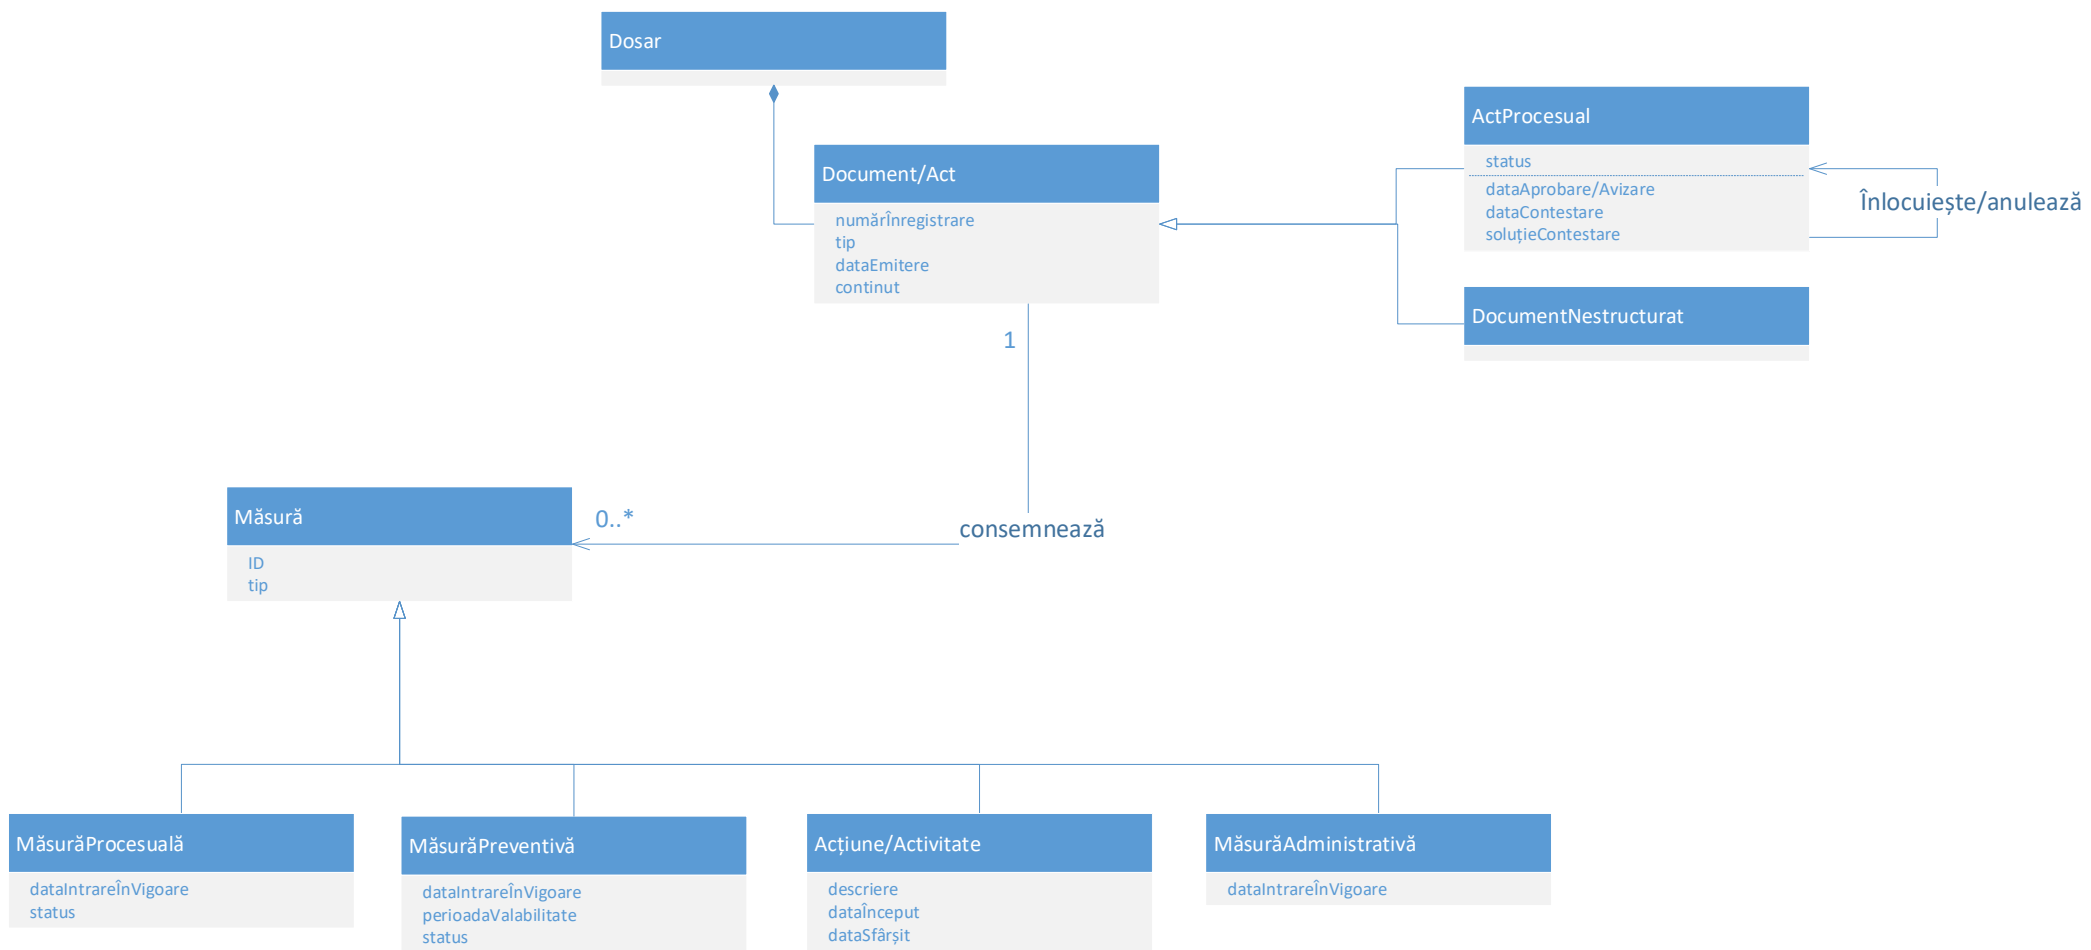 Dosar
Document/Act
numărÎnregistrare
tip
dataEmitere
continut
ActProcesual
status
dataAprobare/Avizare
dataContestare
soluțieContestare
Înlocuiește/anulează
DocumentNestructurat
1
0..*
consemnează
Măsură
ID
tip
MăsurăProcesuală
dataIntrareÎnVigoare
status
MăsurăPreventivă
dataIntrareÎnVigoare
perioadaValabilitate
status
Acțiune/Activitate
descriere
dataÎnceput
dataSfârșit
MăsurăAdministrativă
dataIntrareÎnVigoare